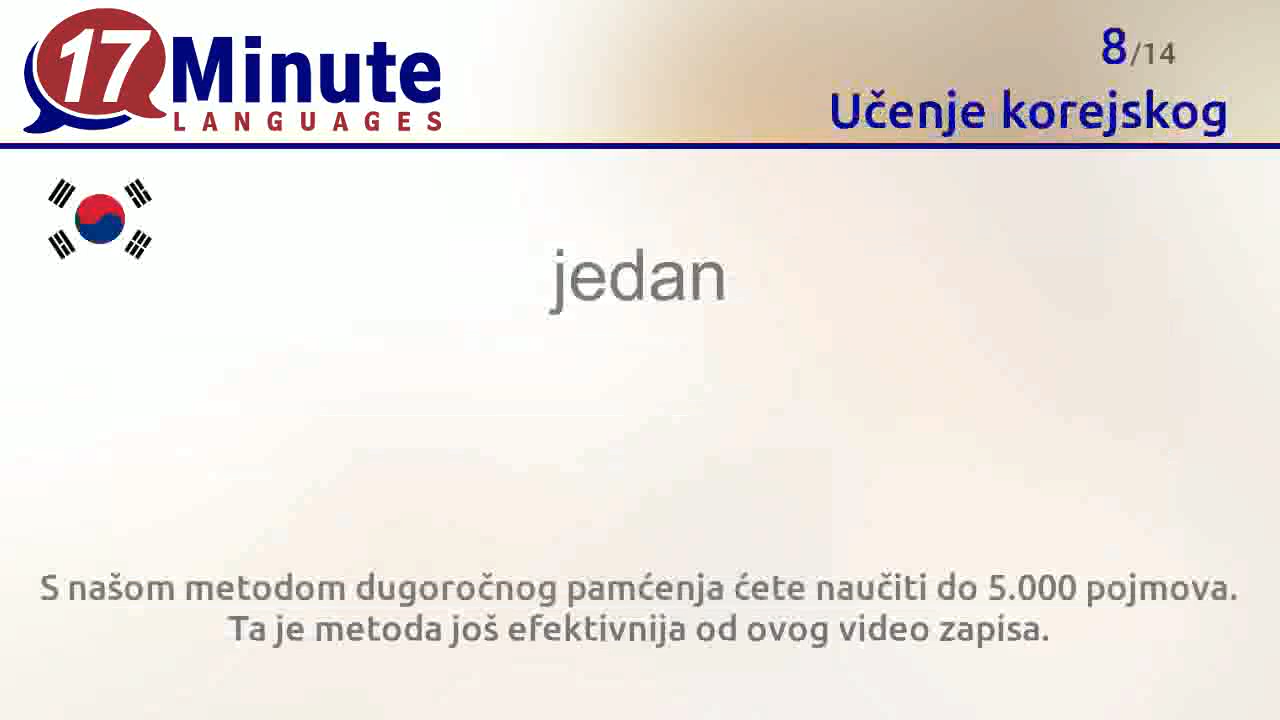 17 Minute
LANGUAGES
8/14
Učenje korejskog
jedan
S našom metodom dugoročnog pamćenja ćete naučiti do 5.000 pojmova.
Ta je metoda još efektivnija od ovog video zapisa.